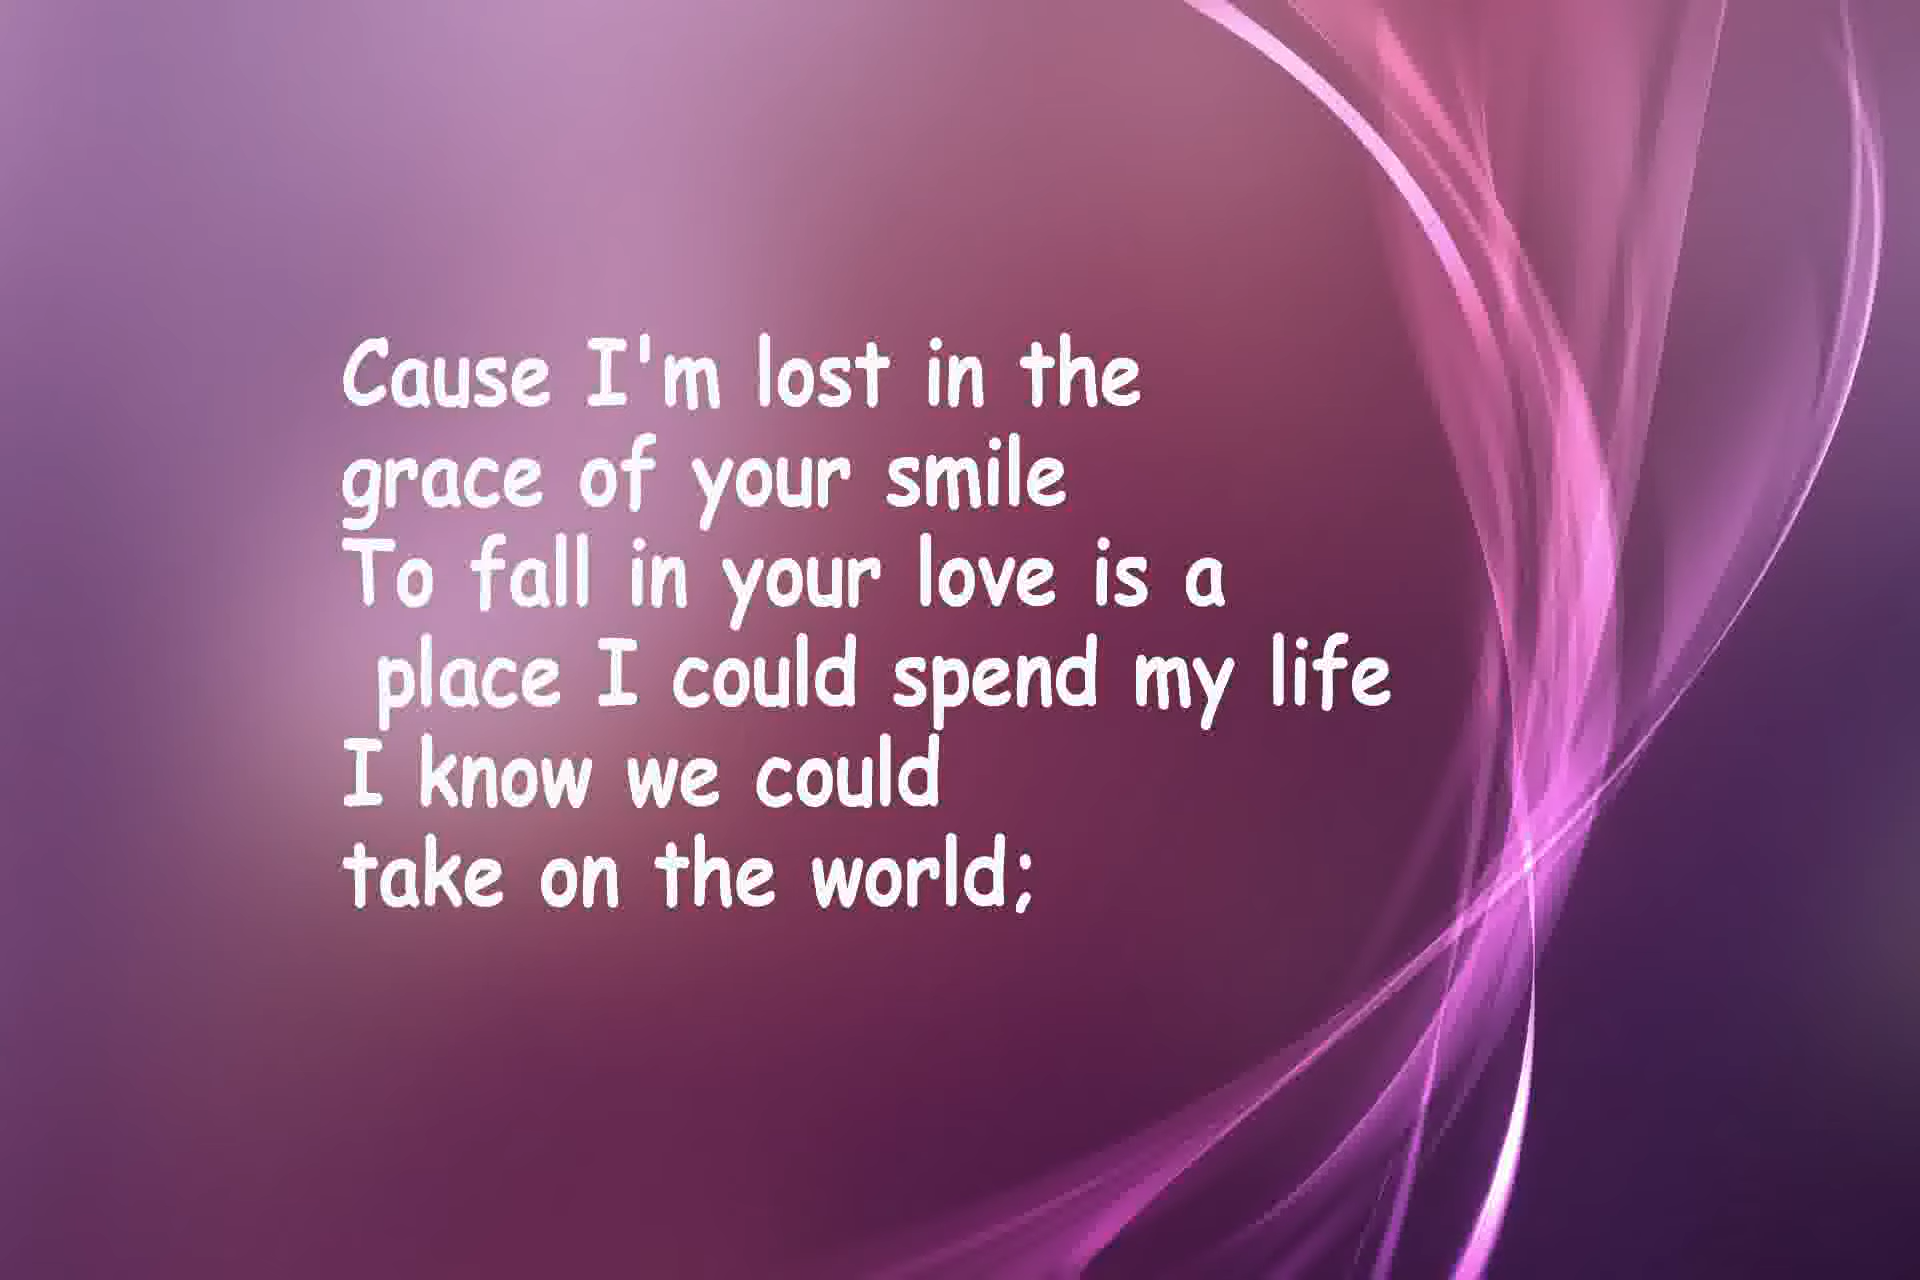 Cause I'm lost in the
grace of your smile
To fall in your love is a
place I could spend my life
I know we could
take on the world;